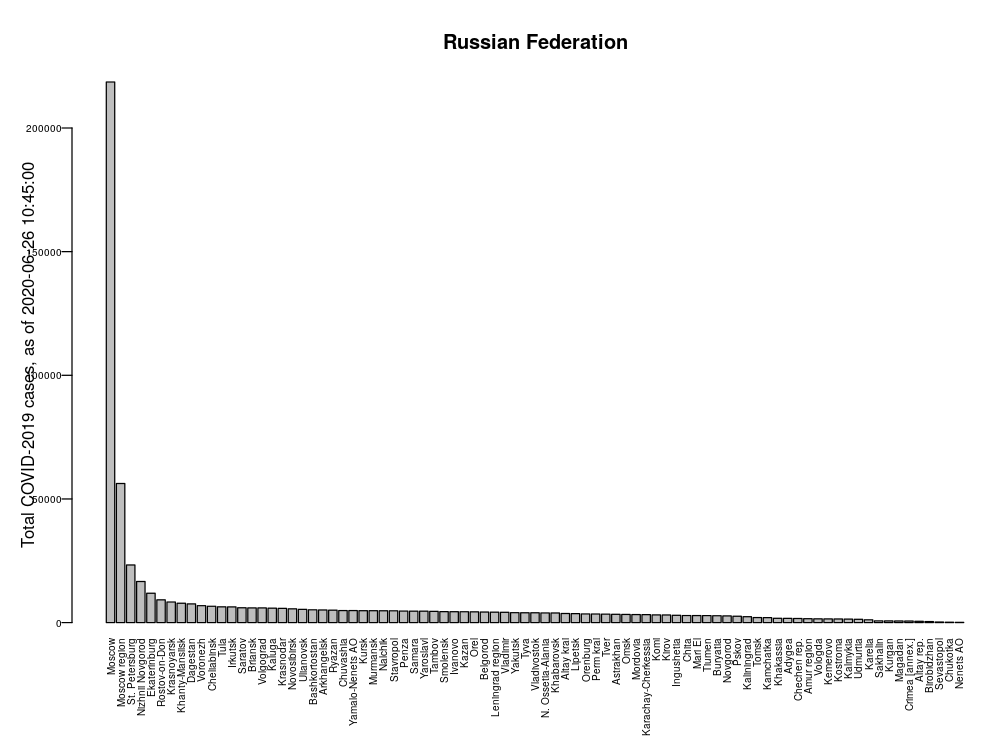 Russian Federation
Total COVID-2019 cases, as of 2020-06-26 10:45:00
200000
150000
100000
50000
0
Moscow
Moscow region
St. Petersburg
Nizhnii Novgorod
Ekaterinburg
Rostov-on-Don
Krasnoyarsk
Khanty-Mansiisk
Dagestan
Voronezh
Cheliabinsk
Tula
Irkutsk
Saratov
Briansk
Volgograd
Kaluga
Krasnodar
Novosibirsk
Ulianovsk
Bashkortostan
Arkhangelsk
Ryazan
Chuvashia
Yamalo-Nenets AO
Kursk
Murmansk
Nalchik
Stavropol
Penza
Samara
Yaroslavl
Tambov
Smolensk
Ivanovo
Kazan
Orel
Belgorod
Leningrad region
Vladimir
Yakutsk
Tyva
Vladivostok
N. Ossetia-Alania
Khabarovsk
Altay krai
Lipetsk
Orenburg
Perm krai
Tver
Astrakhan
Omsk
Mordovia
Karachay-Cherkessia
Komi
Kirov
Ingushetia
Chita
Mari El
Tiumen
Buryatia
Novgorod
Pskov
Kaliningrad
Tomsk
Kamchatka
Khakassia
Adygea
Chechen rep.
Amur region
Vologda
Kemerovo
Kostroma
Kalmykia
Udmurtia
Karelia
Sakhalin
Kurgan
Magadan
Crimea [annex.]
Altay rep.
Birobidzhan
Sevastopol
Chukotka
Nenets AO